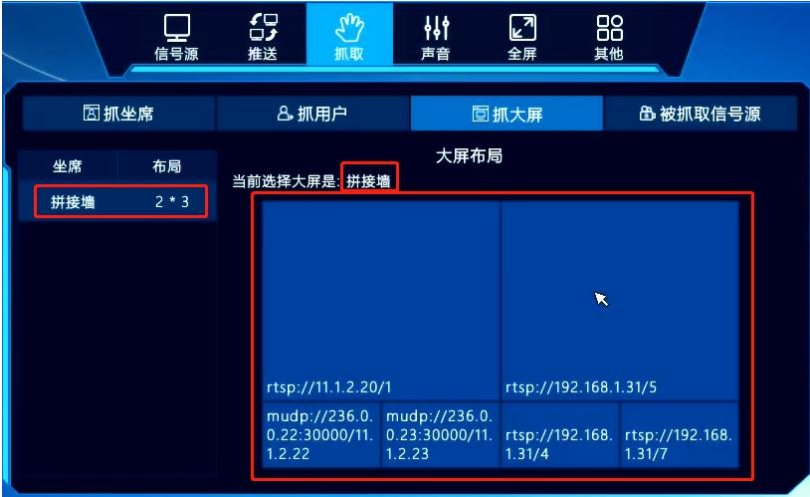 信号源
推送
抓取
声音
全屏
其他
抓坐席
抓用户
抓大屏
被抓取信号源
坐席 布局
拼接墙 2 * 3
大屏布局
当前选择大屏是: 拼接墙
rtsp://11.1.2.20/1
rtsp://192.168.1.31/5
mudp://236.0.
0.22:30000/11.
1.2.22
mudp://236.0.
0.23:30000/11.
1.2.23
rtsp://192.168.
1.31/4
rtsp://192.168.
1.31/7